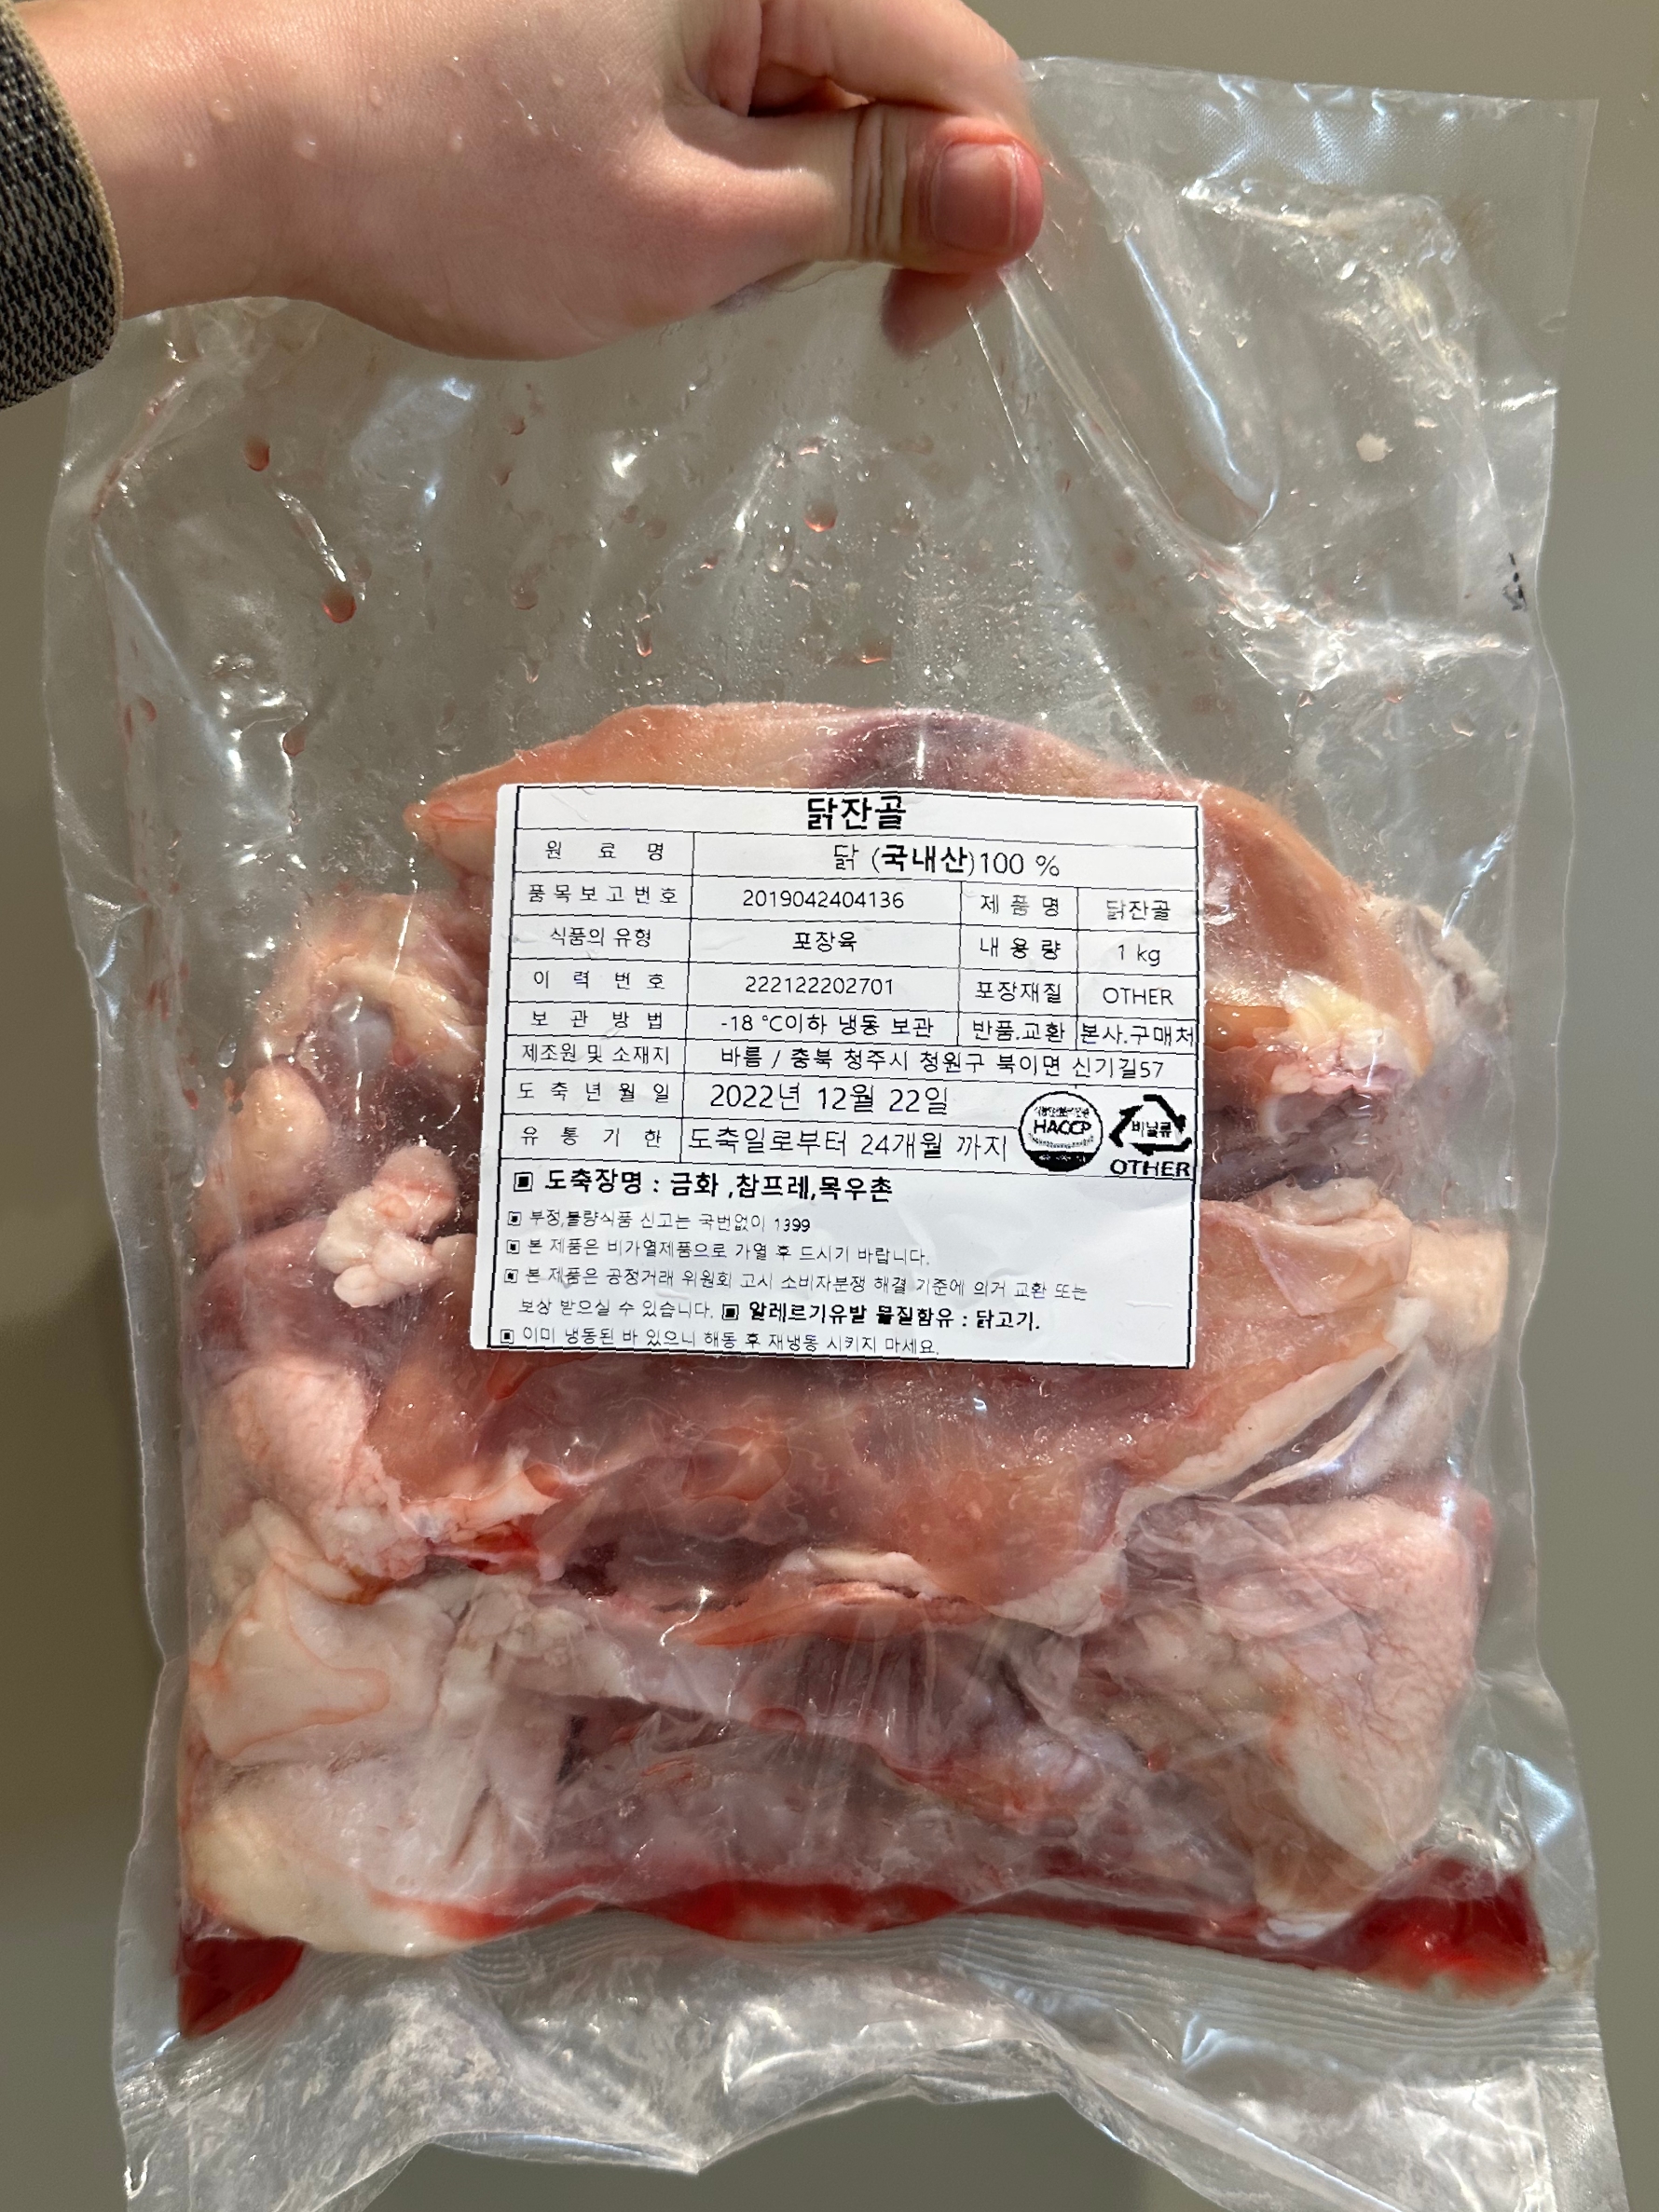 닭잔골
원 료 명 닭 (국내산)100 %
품목보고번호 2019042404136 제 품 명 닭잔골
식품의 유형 포장육 내 용 량 1 kg
이 력 번 호 222122202701 포장재질 OTHER
보 관 방 법 -18 ℃이하 냉동 보관 반품.교환 본사.구매처
제조원 및 소재지 바름 / 충북 청주시 청원구 북이면 신기길57
도 축 년 월 일 2022년 12월 22일
유 통 기 한 도축일로부터 24개월 까지
HACCP
비닐류
OTHER
▣ 도축장명 : 금화 ,참프레,목우촌
▣ 부정,불량식품 신고는 국번없이 1399
▣ 본 제품은 비가열제품으로 가열 후 드시기 바랍니다.
▣ 본 제품은 공정거래 위원회 고시 소비자분쟁 해결 기준에 의거 교환 또는
보상 받으실 수 있습니다. ▣ 알레르기유발 물질함유 : 닭고기.
▣ 이미 냉동된 바 있으니 해동 후 재냉동 시키지 마세요.